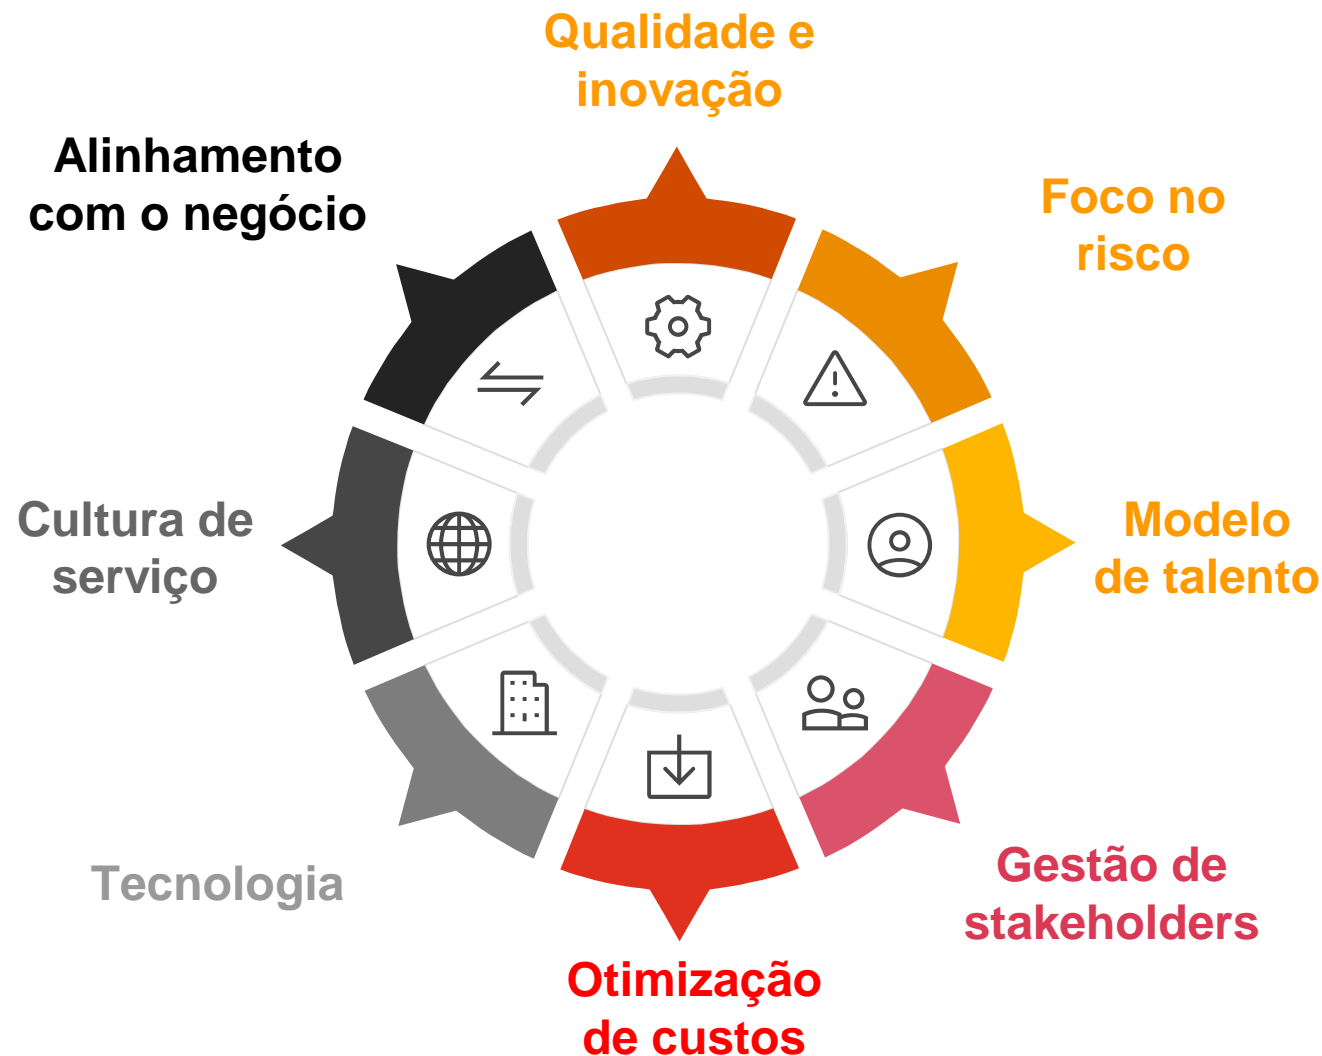 Qualidade e
inovação
Alinhamento
com o negócio
Foco no
risco
Cultura de
serviço
Modelo
de talento
Tecnologia
Gestão de
stakeholders
Otimização
de custos